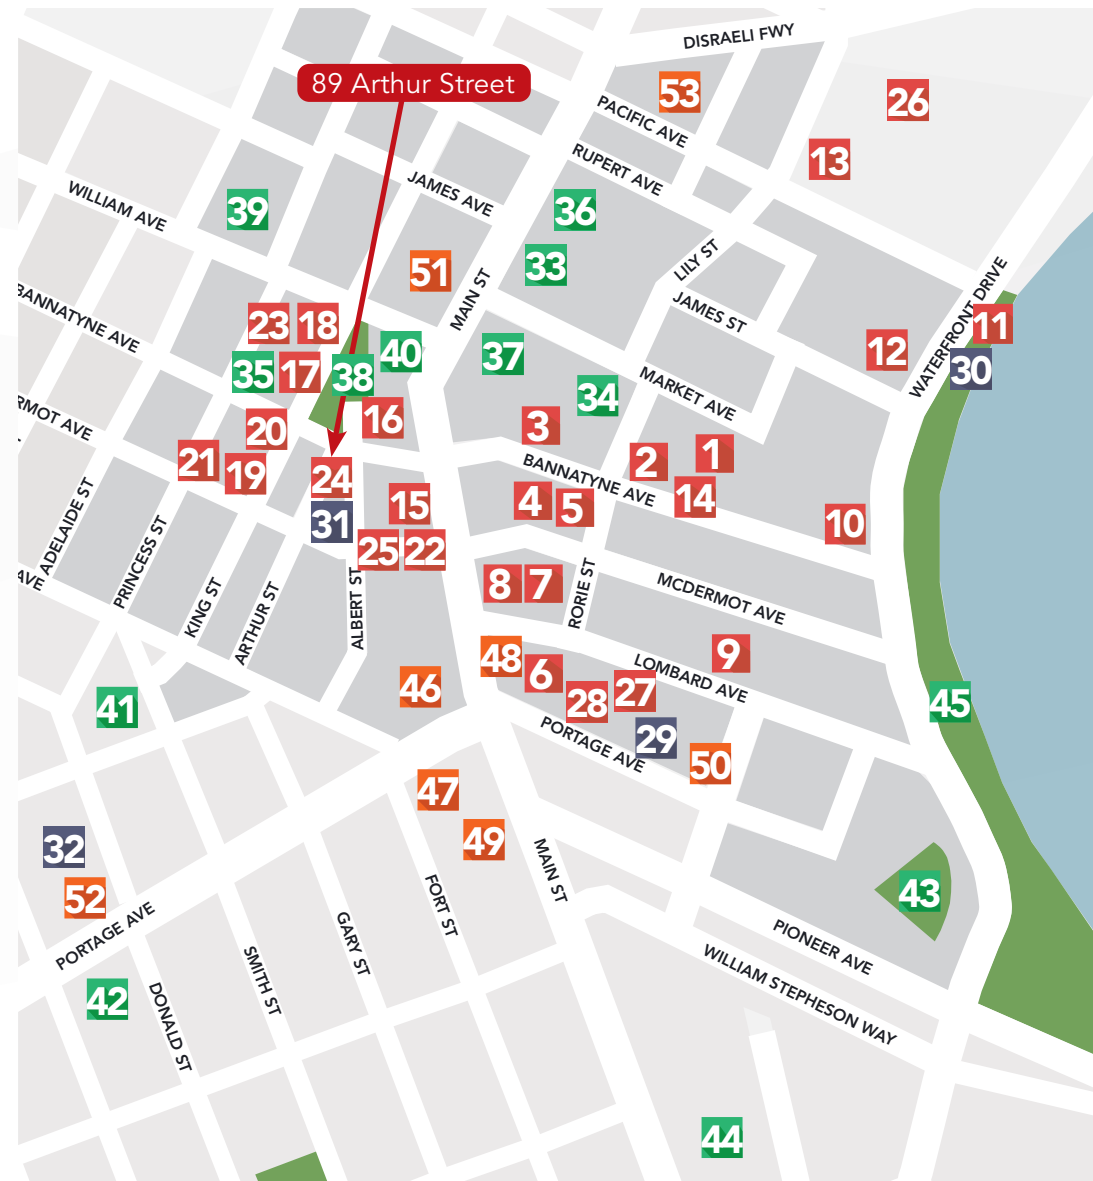 DISRAELI FWY
89 Arthur Street
53
26
PACIFIC AVE
13
RUPERT AVE
JAMES AVE
WILLIAM AVE
39
36
LILY ST
51
33
MAIN ST
WATERFRONT DRIVE
BANNATYNE AVE
JAMES ST
23
18
11
40
37
12
35
17
38
30
MARKET AVE
34
RMOT AVE
16
3
20
21
19
24
2
1
BANNATYNE AVE
15
4
5
14
10
31
25
22
ADELAIDE ST
PRINCESS ST
AVE
KING ST
ARTHUR ST
ALBERT ST
8
7
RORIE ST
MCDERMOT AVE
48
6
9
LOMBARD AVE
46
28
27
41
45
PORTAGE AVE
29
50
47
49
32
MAIN ST
52
43
PORTAGE AVE
FORT ST
GARY ST
PIONEER AVE
SMITH ST
WILLIAM STEPHESON WAY
42
DONALD ST
44